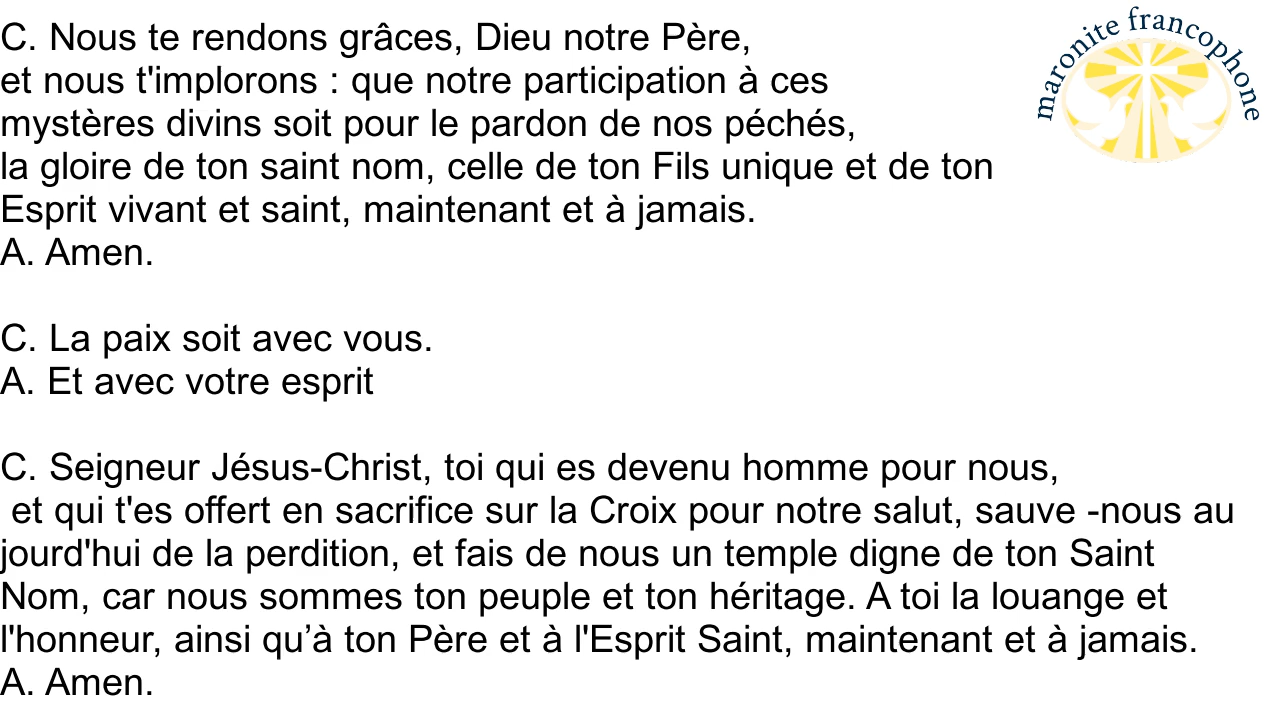 maronite francophone
C. Nous te rendons grâces, Dieu notre Père,
et nous t'implorons : que notre participation à ces
mystères divins soit pour le pardon de nos péchés,
la gloire de ton saint nom, celle de ton Fils unique et de ton
Esprit vivant et saint, maintenant et à jamais.
A. Amen.
C. La paix soit avec vous.
A. Et avec votre esprit
C. Seigneur Jésus-Christ, toi qui es devenu homme pour nous,
et qui t'es offert en sacrifice sur la Croix pour notre salut, sauve -nous au
jourd'hui de la perdition, et fais de nous un temple digne de ton Saint
Nom, car nous sommes ton peuple et ton héritage. A toi la louange et
l'honneur, ainsi qu’à ton Père et à l'Esprit Saint, maintenant et à jamais.
A. Amen.